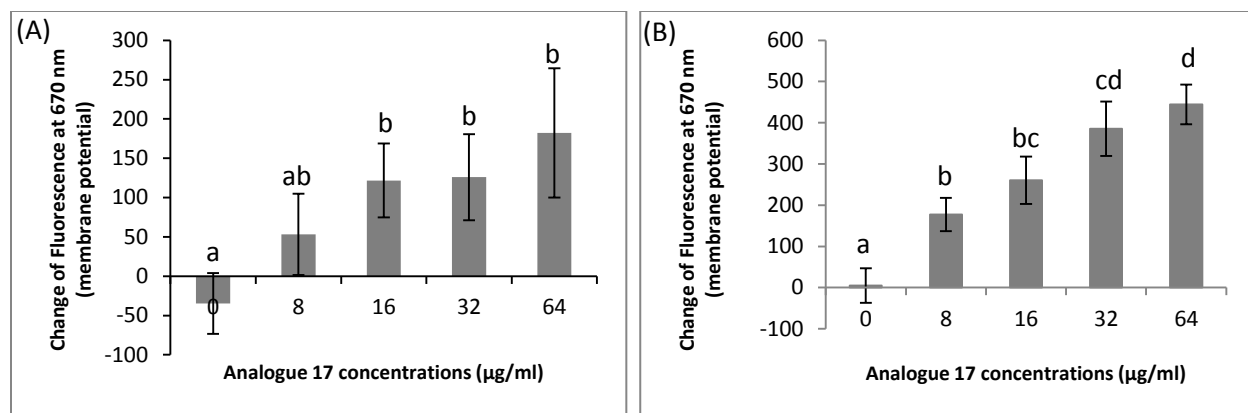 (A)
Change of Fluorescence at 670 nm
(membrane potential)
300
250
200
150
100
50
0
-50
-100
a
ab
b
b
b
0 8 16 32 64
Analogue 17 concentrations (µg/ml)
(B)
Change of Fluorescence at 670 nm
(membrane potential)
600
500
400
300
200
100
0
-100
a
b
bc
cd
d
0 8 16 32 64
Analogue 17 concentrations (µg/ml)